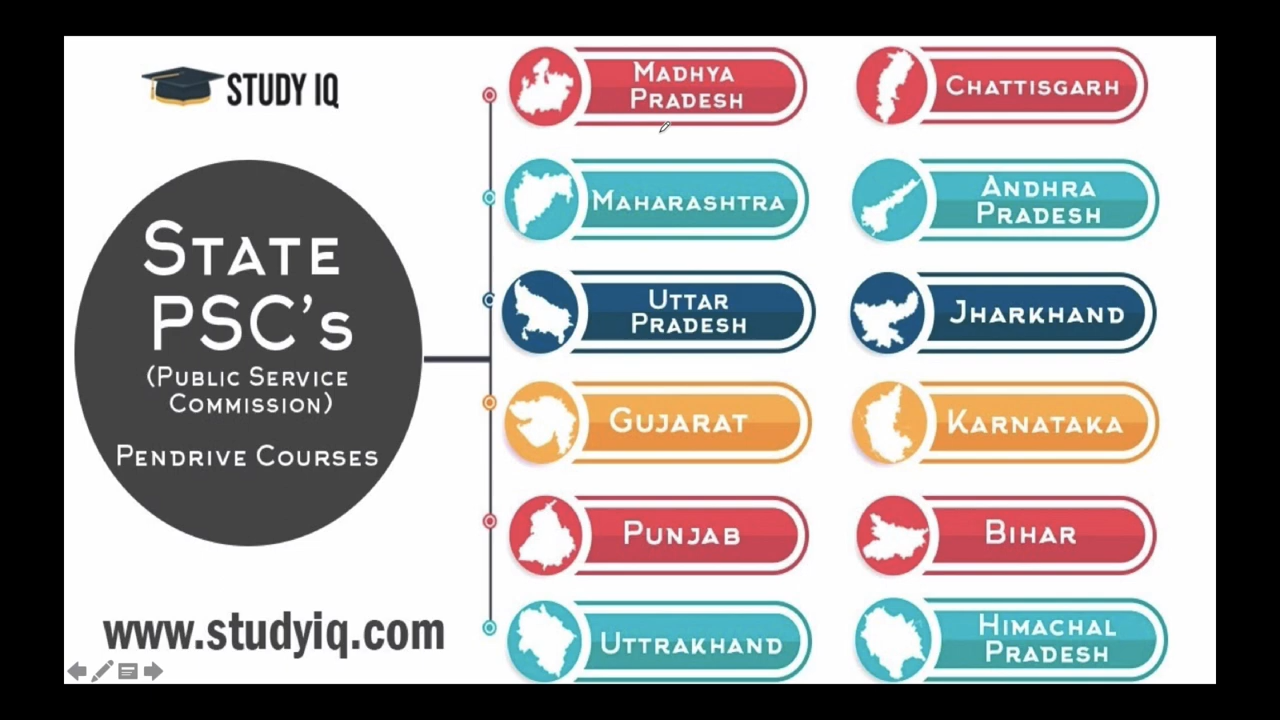 STUDY IQ
STATE
PSC's
(PUBLIC SERVICE
COMMISSION)
PENDRIVE COURSES
www.studyiq.com
MADHYA
PRADESH
CHATTISGARH
MAHARASHTRA
ANDHRA
PRADESH
UTTAR
PRADESH
JHARKHAND
GUJARAT
KARNATAKA
PUNJAB
BIHAR
UTTRAKHAND
HIMACHAL
PRADESH